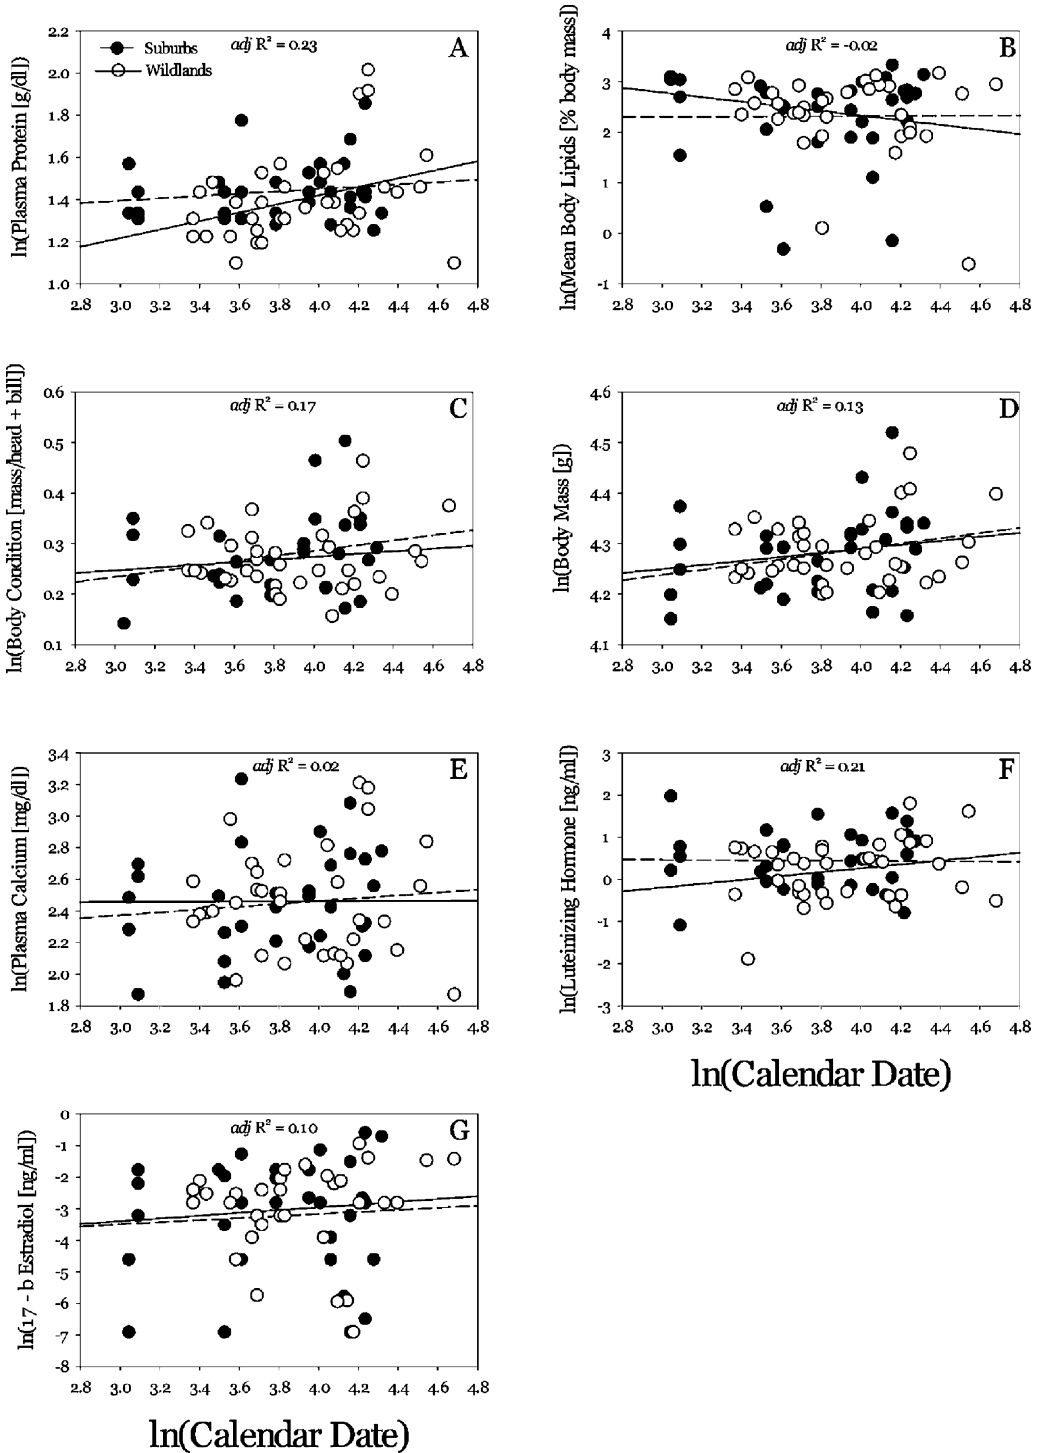 A
adj R² = 0.23
Suburbs
Wildlands
ln(Plasma Protein [g/dl])
2.2
2.0
1.8
1.6
1.4
1.2
1.0
2.8 3.0 3.2 3.4 3.6 3.8 4.0 4.2 4.4 4.6 4.8
B
adj R² = -0.02
ln(Mean Body Lipids [% body mass]
4
3
2
1
0
-1
2.8 3.0 3.2 3.4 3.6 3.8 4.0 4.2 4.4 4.6 4.8
C
adj R² = 0.17
ln(Body Condition [mass/head + bill])
0.6
0.5
0.4
0.3
0.2
0.1
2.8 3.0 3.2 3.4 3.6 3.8 4.0 4.2 4.4 4.6 4.8
D
adj R² = 0.13
ln(Body Mass [g])
4.6
4.5
4.4
4.3
4.2
4.1
2.8 3.0 3.2 3.4 3.6 3.8 4.0 4.2 4.4 4.6 4.8
E
adj R² = 0.02
ln(Plasma Calcium [mg/dl])
3.4
3.2
3.0
2.8
2.6
2.4
2.2
2.0
1.8
2.8 3.0 3.2 3.4 3.6 3.8 4.0 4.2 4.4 4.6 4.8
F
adj R² = 0.21
ln(Luteinizing Hormone [ng/ml])
3
2
1
0
-1
-2
-3
2.8 3.0 3.2 3.4 3.6 3.8 4.0 4.2 4.4 4.6 4.8
ln(Calendar Date)
G
adj R² = 0.10
ln(17 - b Estradiol [ng/ml])
0
-1
-2
-3
-4
-5
-6
-7
-8
2.8 3.0 3.2 3.4 3.6 3.8 4.0 4.2 4.4 4.6 4.8
ln(Calendar Date)